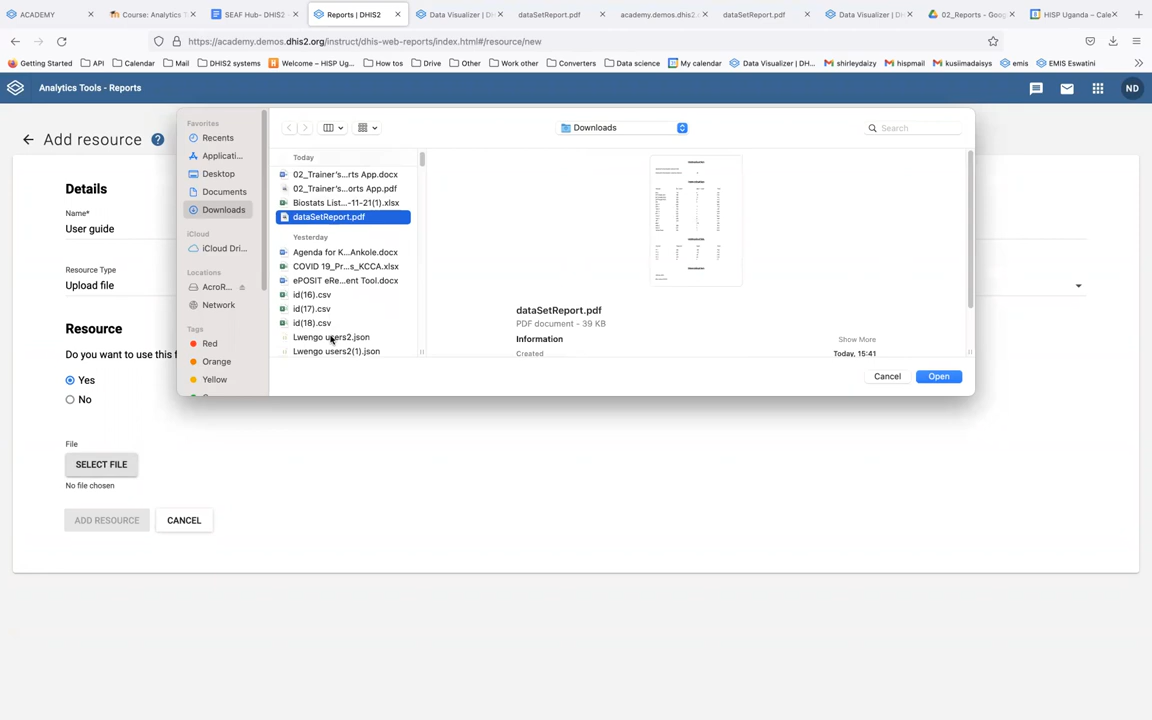 ACADEMY
Course: Analytics T
SEAF Hub- DHIS2
Reports | DHIS2
Data Visualizer | DH
dataSetReport.pdf
academy.demos.dhis2.
dataSetReport.pdf
Data Visualizer | DH
02_Reports - Goog
HISP Uganda – Cale
https://academy.demos.dhis2.org/instruct/dhis-web-reports/index.html#/resource/new
Getting Started API Calendar Mail DHIS2 systems Welcome – HISP Ug... How tos Drive Other Work other Converters Data science My calendar Data Visualizer | DH... shirleydaizy hispmail kusiimadaisys emis EMIS Eswatini
Analytics Tools - Reports
ND
Add resource
Details
Name*
User guide
Resource Type
Upload file
Resource
Do you want to use this f
Yes
No
File
SELECT FILE
No file chosen
ADD RESOURCE
CANCEL
Favorites
Recents
Applicati...
Desktop
Documents
Downloads
iCloud
iCloud Dri...
Locations
AcroR...
Network
Tags
Red
Orange
Yellow
Downloads
Search
Today
02_Trainer's...rts App.docx
02_Trainer's...orts App.pdf
Biostats List...-11-21(1).xlsx
dataSetReport.pdf
Yesterday
Agenda for K...Ankole.docx
COVID 19_Pr...s_KCCA.xlsx
ePOSIT eRe...ent Tool.docx
id(16).csv
id(17).csv
id(18).csv
Lwengo users2.json
Lwengo users2(1).json
dataSetReport.pdf
PDF document - 39 KB
Information
Show More
Created
Today, 15:41
Cancel
Open